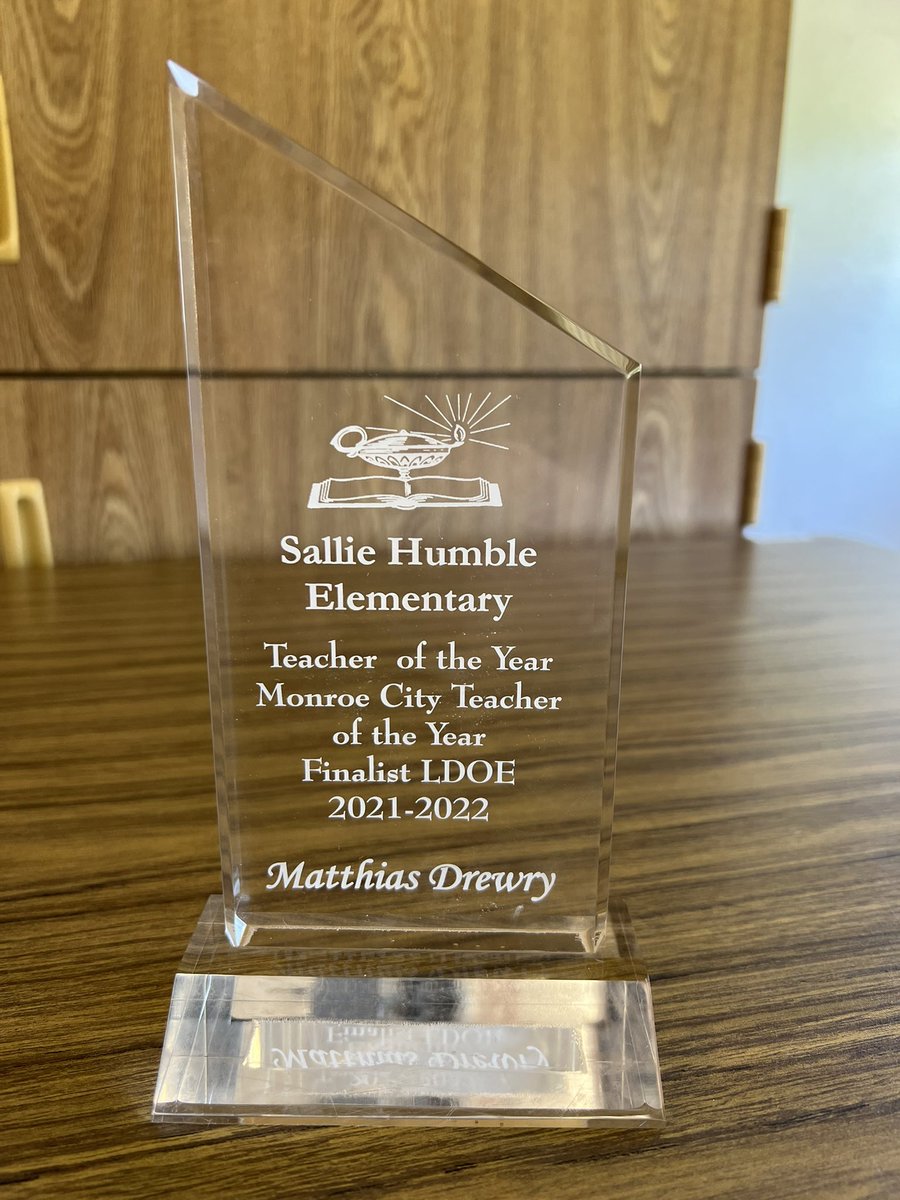 Sallie Humble
Elementary
Teacher of the Year
Monroe City Teacher
of the Year
Finalist LDOE
2021-2022
Matthias Drewry